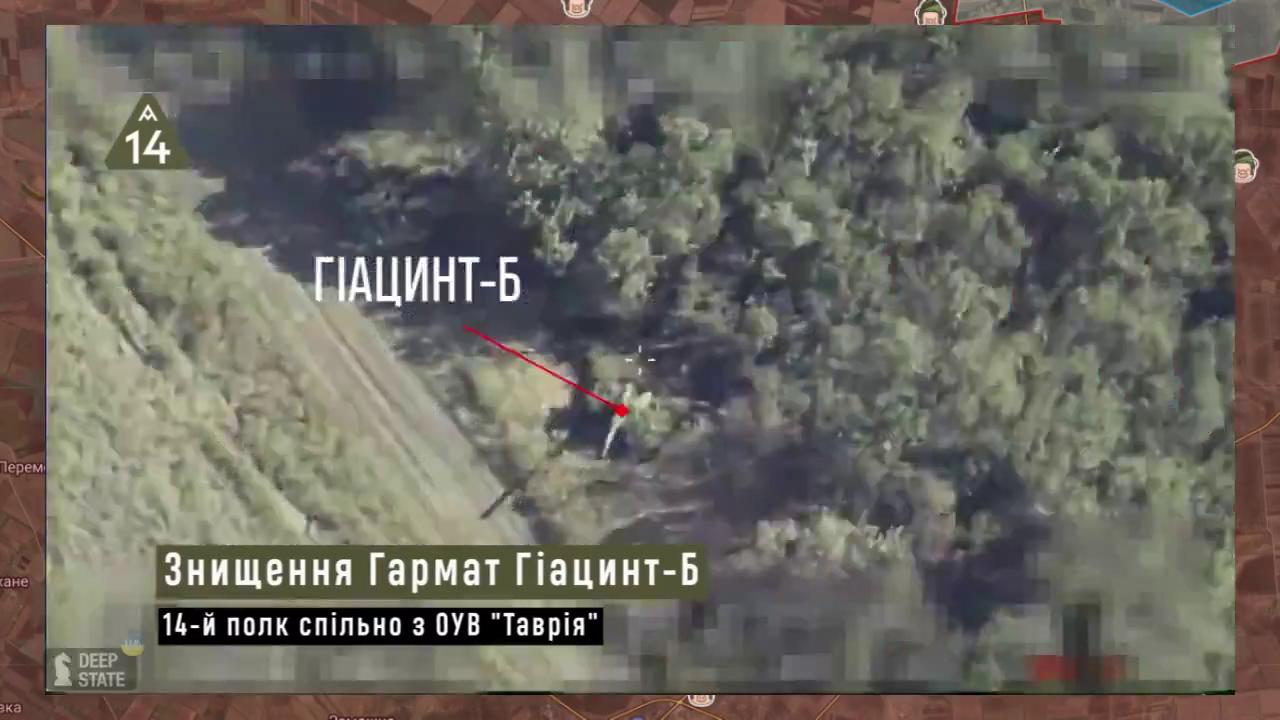 14
ГІАЦИНТ-Б
Знищення Гармат Гіацинт-Б
14-й полк спільно з ОУВ "Таврія"
DEEP
STATE